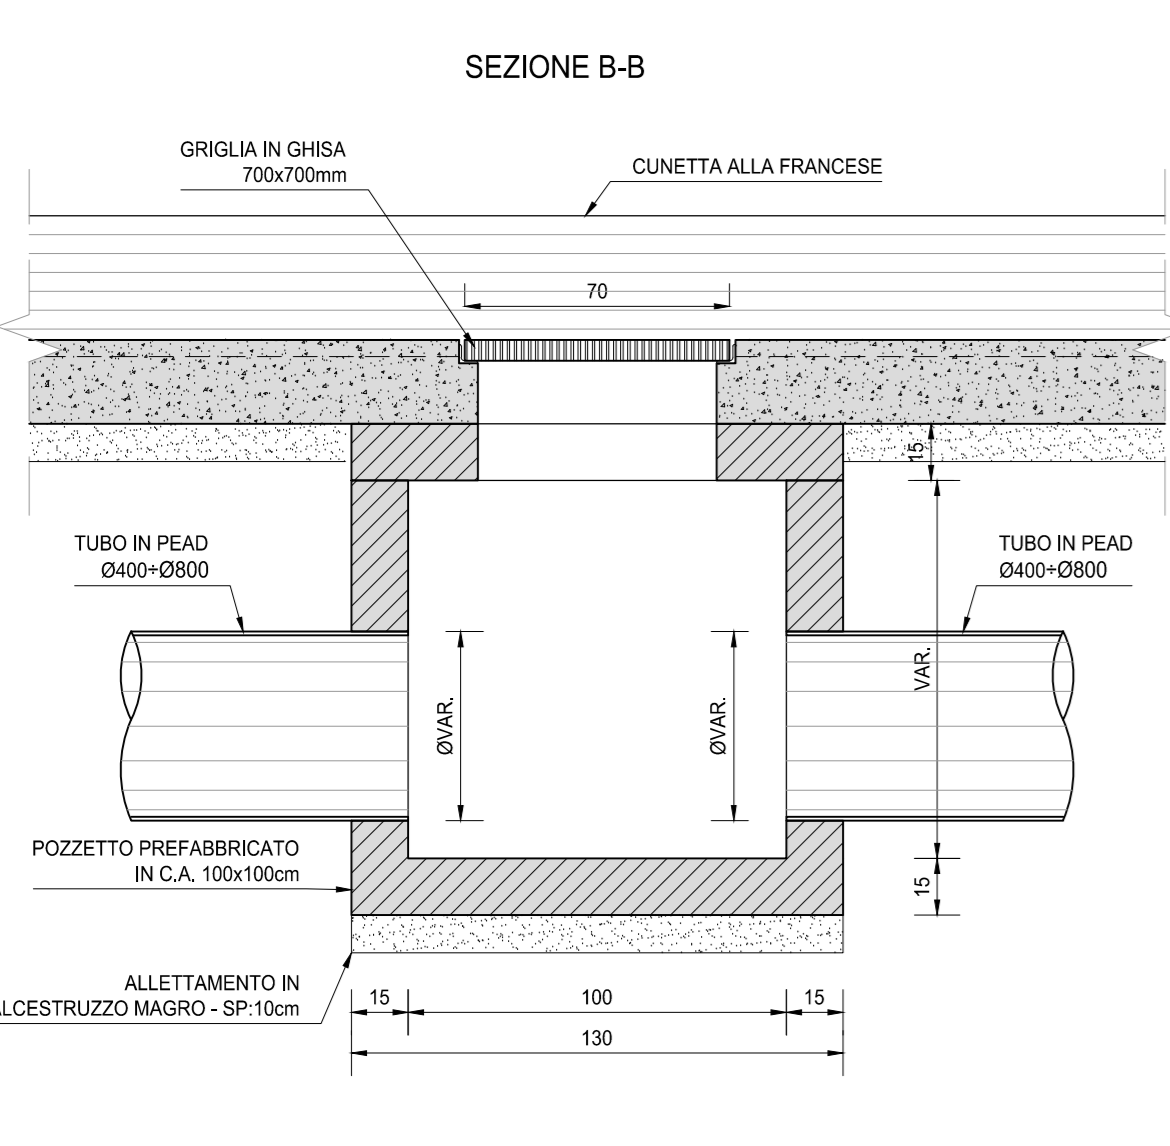 SEZIONE B-B
GRIGLIA IN GHISA
700x700mm
CUNETTA ALLA FRANCESE
70
15
TUBO IN PEAD
Ø400÷Ø800
TUBO IN PEAD
Ø400÷Ø800
ØVAR.
ØVAR.
VAR.
POZZETTO PREFABBRICATO
IN C.A. 100x100cm
15
ALLETTAMENTO IN
ALCESTRUZZO MAGRO - SP:10cm
15
100
15
130